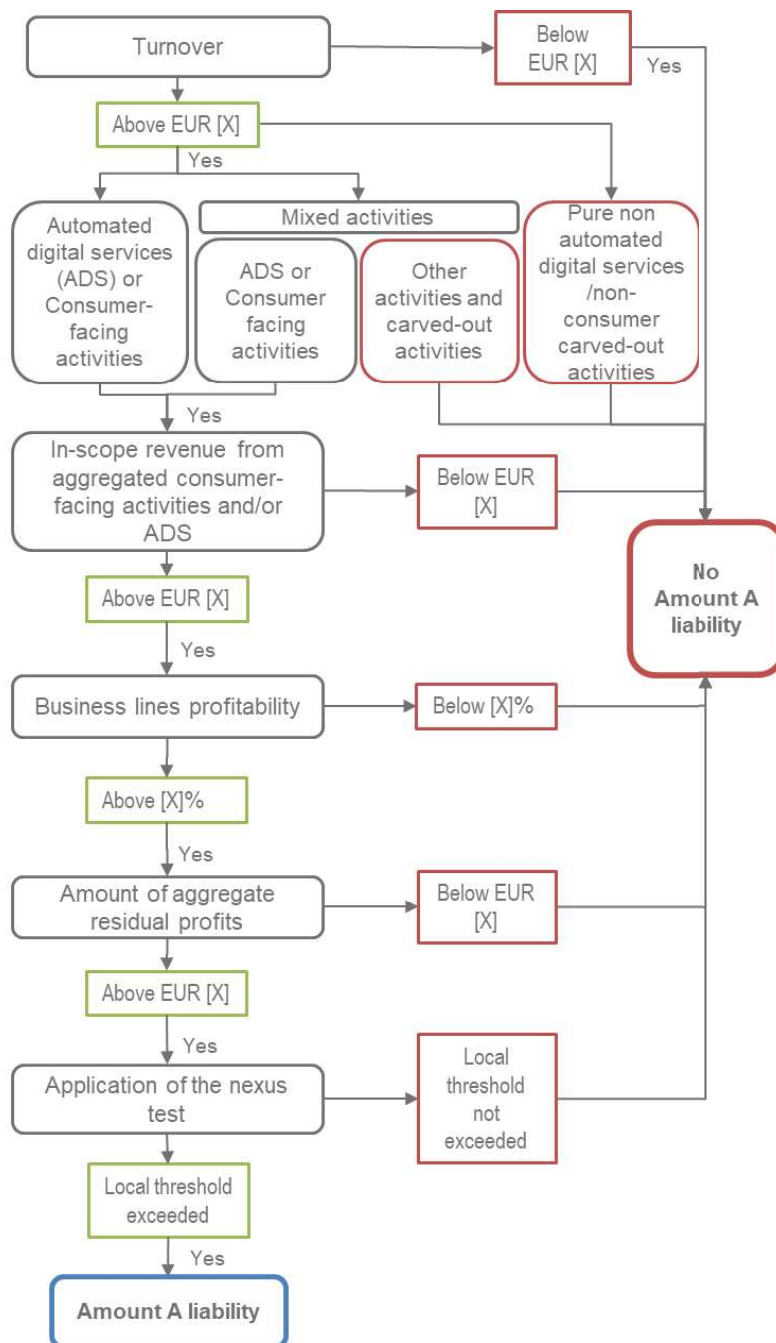 Turnover
Below
EUR [X]
Yes
Above EUR [X]
Yes
Automated
digital services
(ADS) or
Consumer-
facing
activities
Mixed activities
ADS or
Consumer
facing
activities
Other
activities and
carved-out
activities
Pure non
automated
digital services
/non-
consumer
carved-out
activities
Yes
In-scope revenue from
aggregated consumer-
facing activities and/or
ADS
Below EUR
[X]
No
Amount A
liability
Above EUR [X]
Yes
Business lines profitability
Below [X]%
Above [X]%
Yes
Amount of aggregate
residual profits
Below EUR
[X]
Above EUR [X]
Yes
Application of the nexus
test
Local
threshold
not
exceeded
Local threshold
exceeded
Yes
Amount A liability